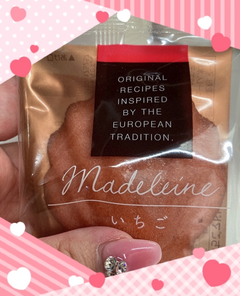 ORIGINAL
RECIPES
INSPIRED
BY THE
EUROPEAN
TRADITION.
Madeleine
いちご